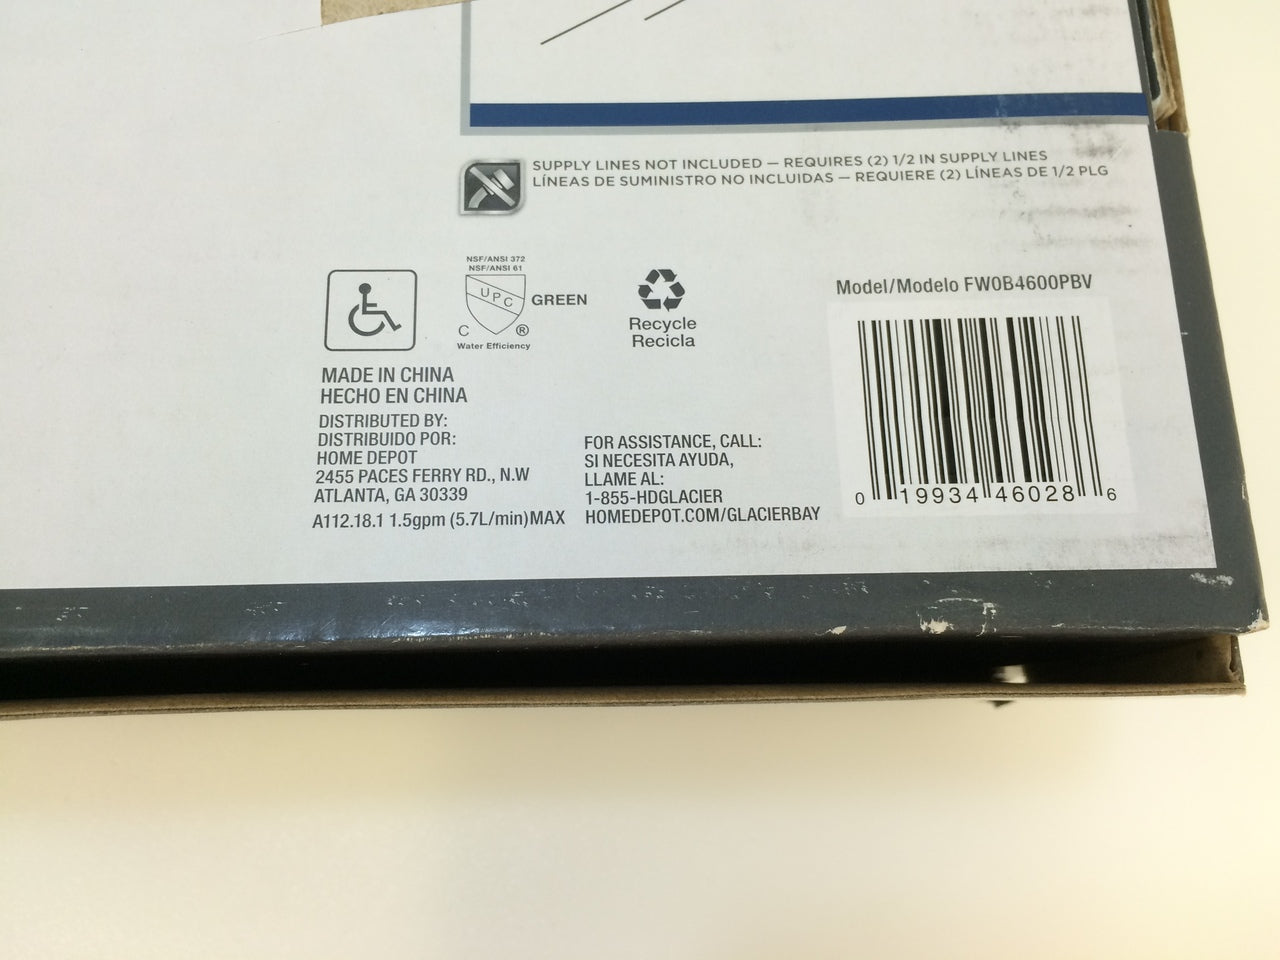 SUPPLY LINES NOT INCLUDED — REQUIRES (2) 1/2 IN SUPPLY LINES
LÍNEAS DE SUMINISTRO NO INCLUIDAS — REQUIERE (2) LÍNEAS DE 1/2 PLG
NSF/ANSI 372
NSF/ANSI 61
UPC
GREEN
C ®
Water Efficiency
Recycle
Recicla
Model/Modelo FW0B4600PBV
0 19934 46028 6
MADE IN CHINA
HECHO EN CHINA
DISTRIBUTED BY:
DISTRIBUIDO POR:
HOME DEPOT
2455 PACES FERRY RD., N.W
ATLANTA, GA 30339
A112.18.1 1.5gpm (5.7L/min)MAX
FOR ASSISTANCE, CALL:
SI NECESITA AYUDA,
LLAME AL:
1-855-HDGLACIER
HOMEDEPOT.COM/GLACIERBAY